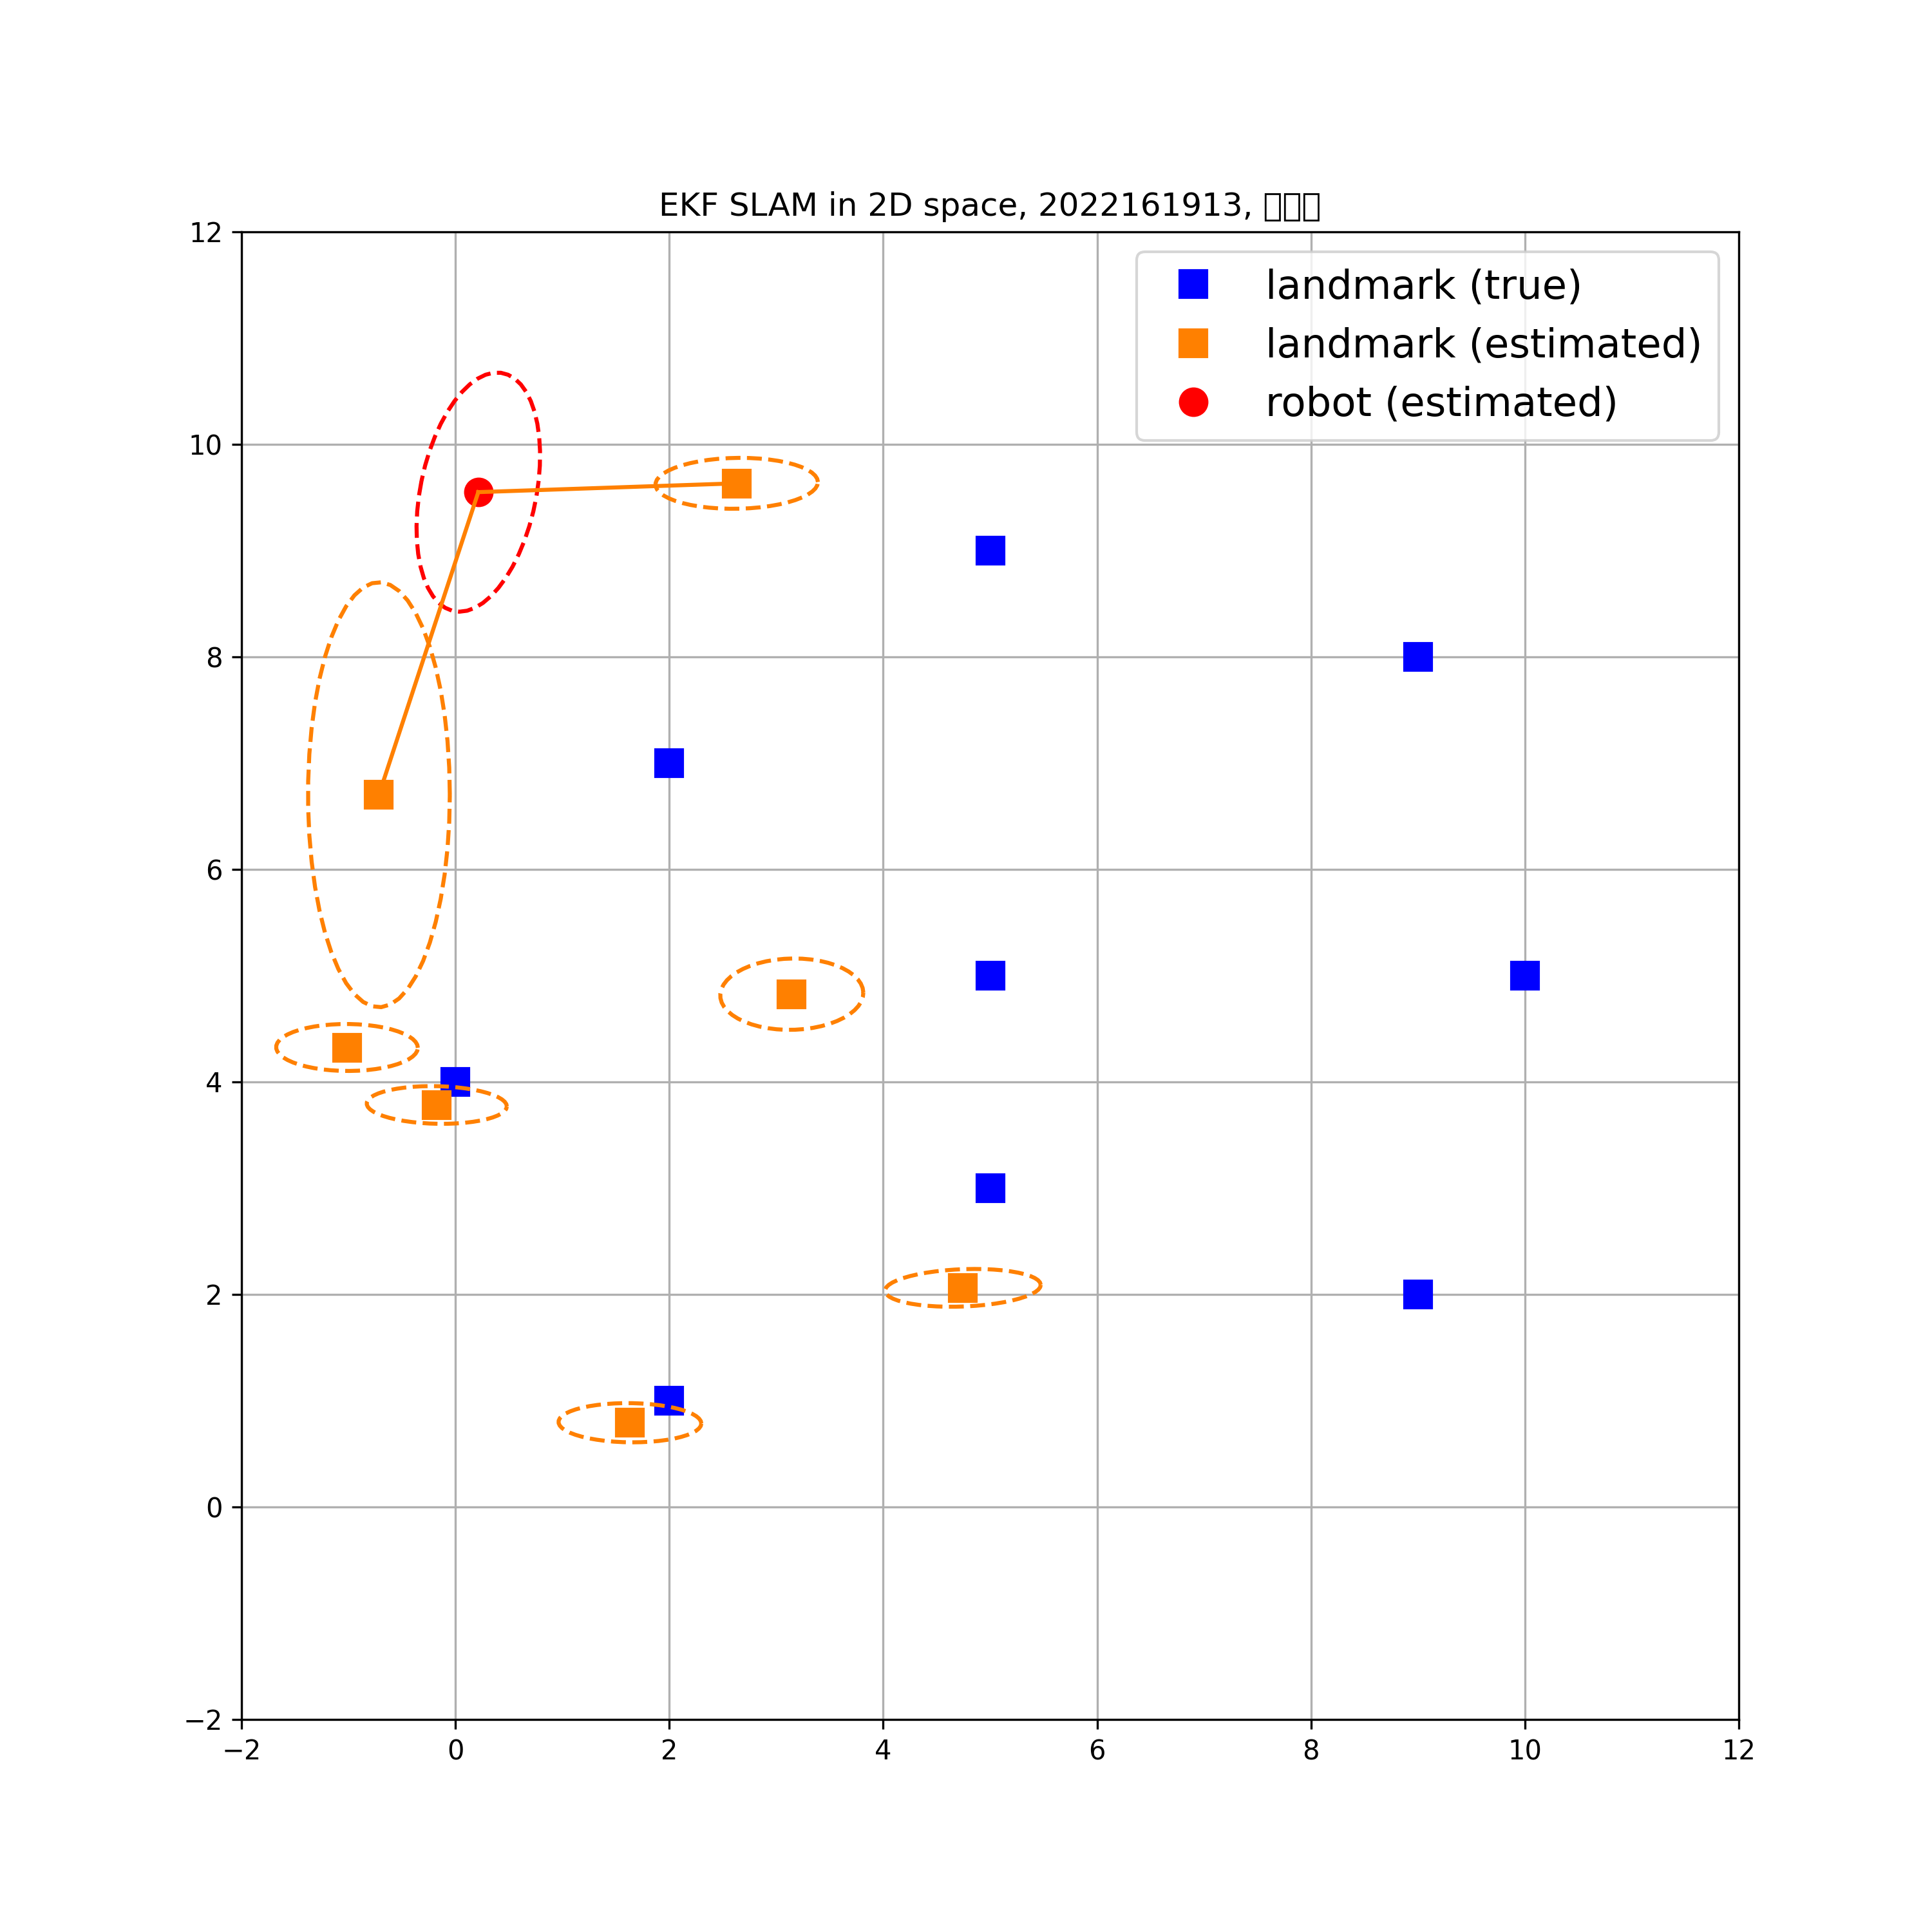 EKF SLAM in 2D space, 2022161913,
12
landmark (true)
landmark (estimated)
robot (estimated)
10
8
6
4
2
0
−2
−2 0 2 4 6 8 10 12